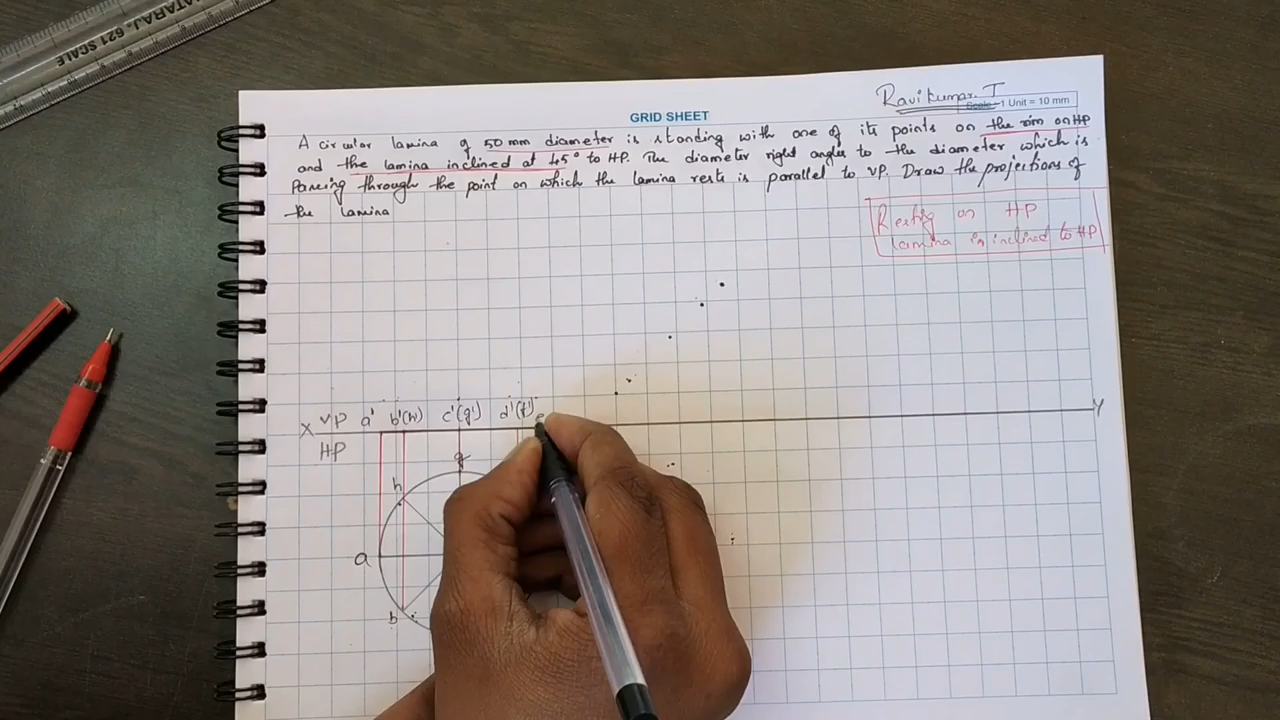 NATARAJ. 621 SCALE
Ravikumar. T
GRID SHEET
Scale - 1 Unit = 10 mm
A circular lamina of 50 mm diameter is standing with one of its points on the rim on HP
and the lamina inclined at 45° to HP. The diameter right angles to the diameter which is
Passing through the point on which the lamina rests is parallel to VP. Draw the projections of
the lamina
Resting on HP
lamina is inclined to HP
X VP a' b'(h) c'(g') d'(f') e Y
HP
g
h
a
b